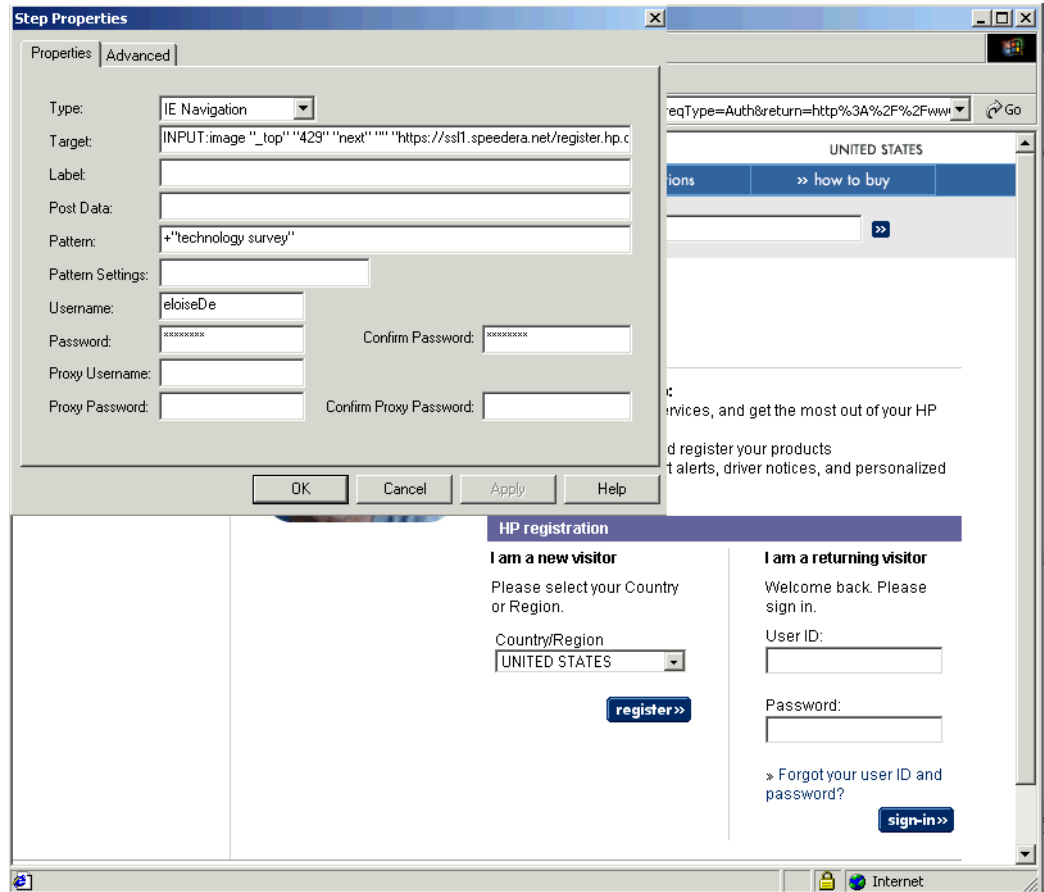 Step Properties
Properties Advanced
Type: IE Navigation
Target: INPUT:image "_top" "429" "next" "" "https://ssl1.speedera.net/register.hp.c
Label:
Post Data:
Pattern: +"technology survey"
Pattern Settings:
Username: eloiseDe
Password: ******** Confirm Password: ********
Proxy Username:
Proxy Password: Confirm Proxy Password:
OK Cancel Apply Help
reqType=Auth&return=http%3A%2F%2Fww Go
UNITED STATES
ions » how to buy
»
ervices, and get the most out of your HP
d register your products
t alerts, driver notices, and personalized
HP registration
I am a new visitor
Please select your Country
or Region.
Country/Region
UNITED STATES
register»
I am a returning visitor
Welcome back. Please
sign in.
User ID:
Password:
» Forgot your user ID and
password?
sign-in»
Internet